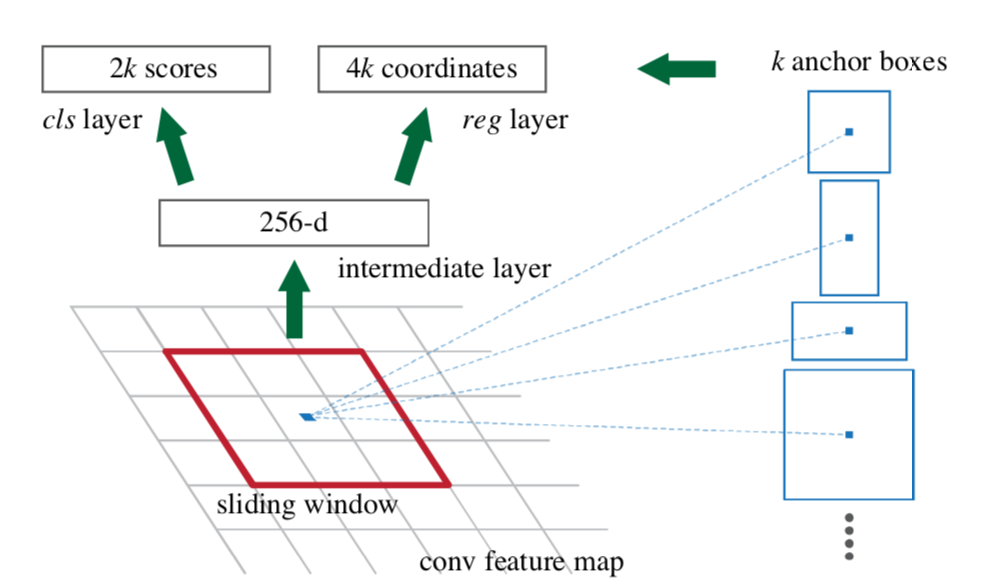 2k scores
4k coordinates
k anchor boxes
cls layer
reg layer
256-d
intermediate layer
sliding window
conv feature map